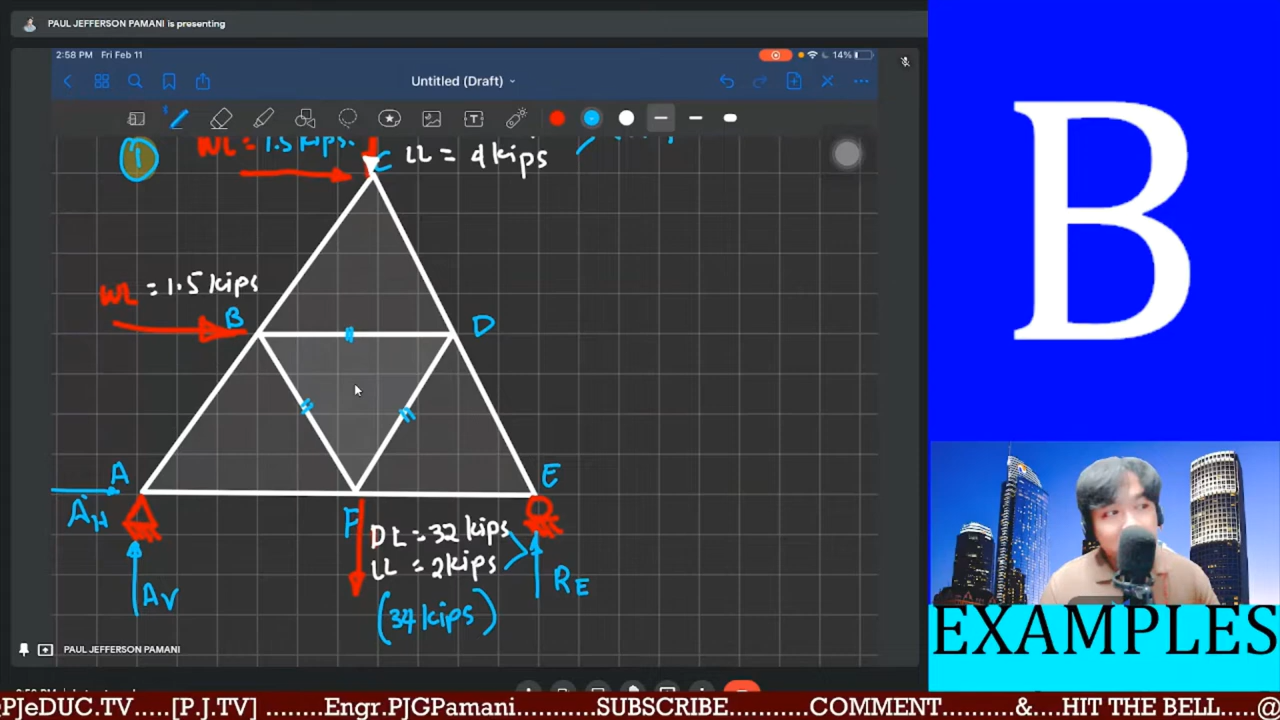 PAUL JEFFERSON PAMANI is presenting
2:58 PM Fri Feb 11
14%
Untitled (Draft)
1
WL = 1.5 kips.
C
LL = 4 kips
WL = 1.5 kips
B
D
A
E
AH
F
DL = 32 kips
LL = 2 kips
AV
RE
(34 kips)
PAUL JEFFERSON PAMANI
B
EXAMPLES
PJeDUC.TV.....[P.J.TV] ........Engr.PJGPamani.......SUBSCRIBE......COMMENT........&....HIT THE BELL.....@